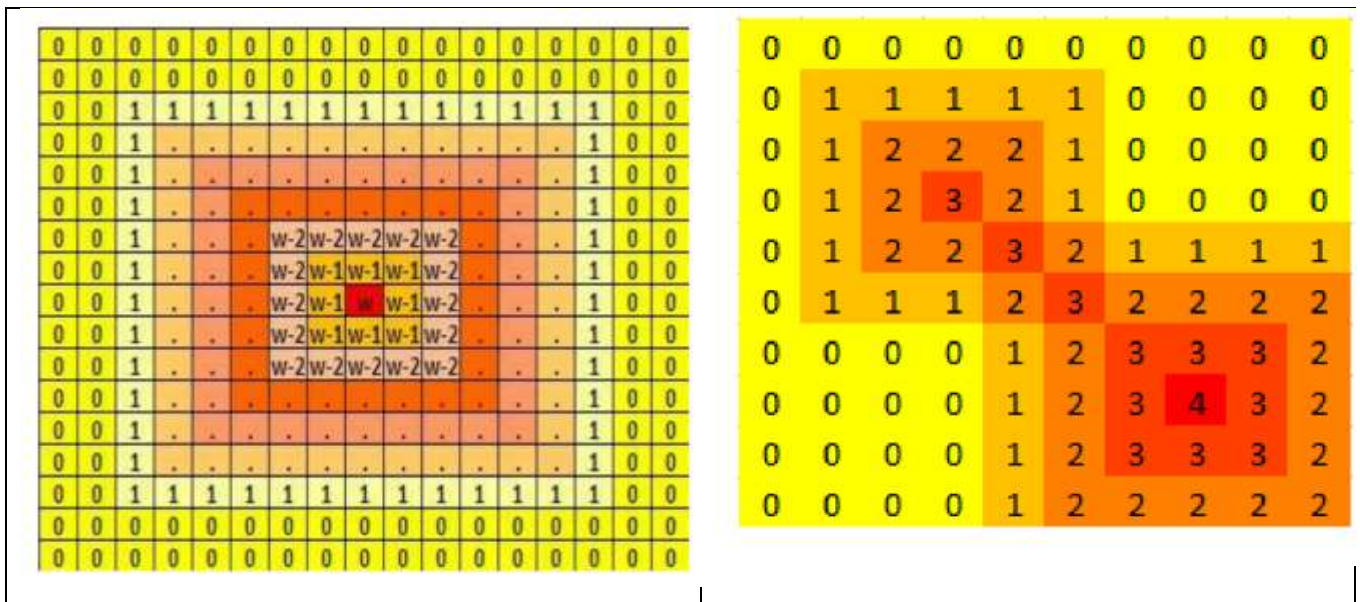 0 0 0 0 0 0 0 0 0 0 0 0 0 0 0 0 0
0 0 0 0 0 0 0 0 0 0 0 0 0 0 0 0 0
0 0 1 1 1 1 1 1 1 1 1 1 1 1 1 0 0
0 0 1 . . . . . . . . . . . 1 0 0
0 0 1 . . . . . . . . . . . 1 0 0
0 0 1 . . . . . . . . . . . 1 0 0
0 0 1 . . . w-2 w-2 w-2 w-2 w-2 . . . 1 0 0
0 0 1 . . . w-2 w-1 w-1 w-1 w-2 . . . 1 0 0
0 0 1 . . . w-2 w-1 w w-1 w-2 . . . 1 0 0
0 0 1 . . . w-2 w-1 w-1 w-1 w-2 . . . 1 0 0
0 0 1 . . . w-2 w-2 w-2 w-2 w-2 . . . 1 0 0
0 0 1 . . . . . . . . . . . 1 0 0
0 0 1 . . . . . . . . . . . 1 0 0
0 0 1 . . . . . . . . . . . 1 0 0
0 0 1 1 1 1 1 1 1 1 1 1 1 1 1 0 0
0 0 0 0 0 0 0 0 0 0 0 0 0 0 0 0 0
0 0 0 0 0 0 0 0 0 0 0 0 0 0 0 0 0
0 0 0 0 0 0 0 0 0 0
0 1 1 1 1 1 0 0 0 0
0 1 2 2 2 1 0 0 0 0
0 1 2 3 2 1 0 0 0 0
0 1 2 2 3 2 1 1 1 1
0 1 1 1 2 3 2 2 2 2
0 0 0 0 1 2 3 3 3 2
0 0 0 0 1 2 3 4 3 2
0 0 0 0 1 2 3 3 3 2
0 0 0 0 1 2 2 2 2 2